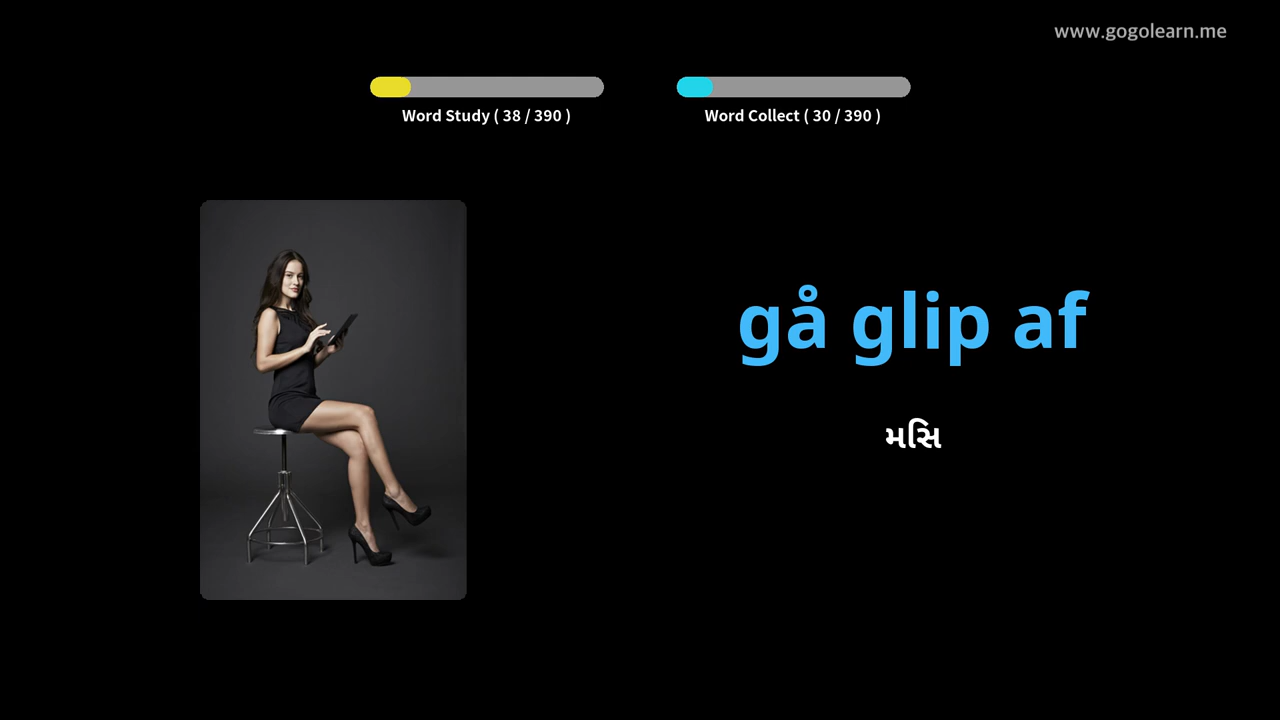 www.gogolearn.me
Word Study ( 38 / 390 )
Word Collect ( 30 / 390 )
gå glip af
મિસ